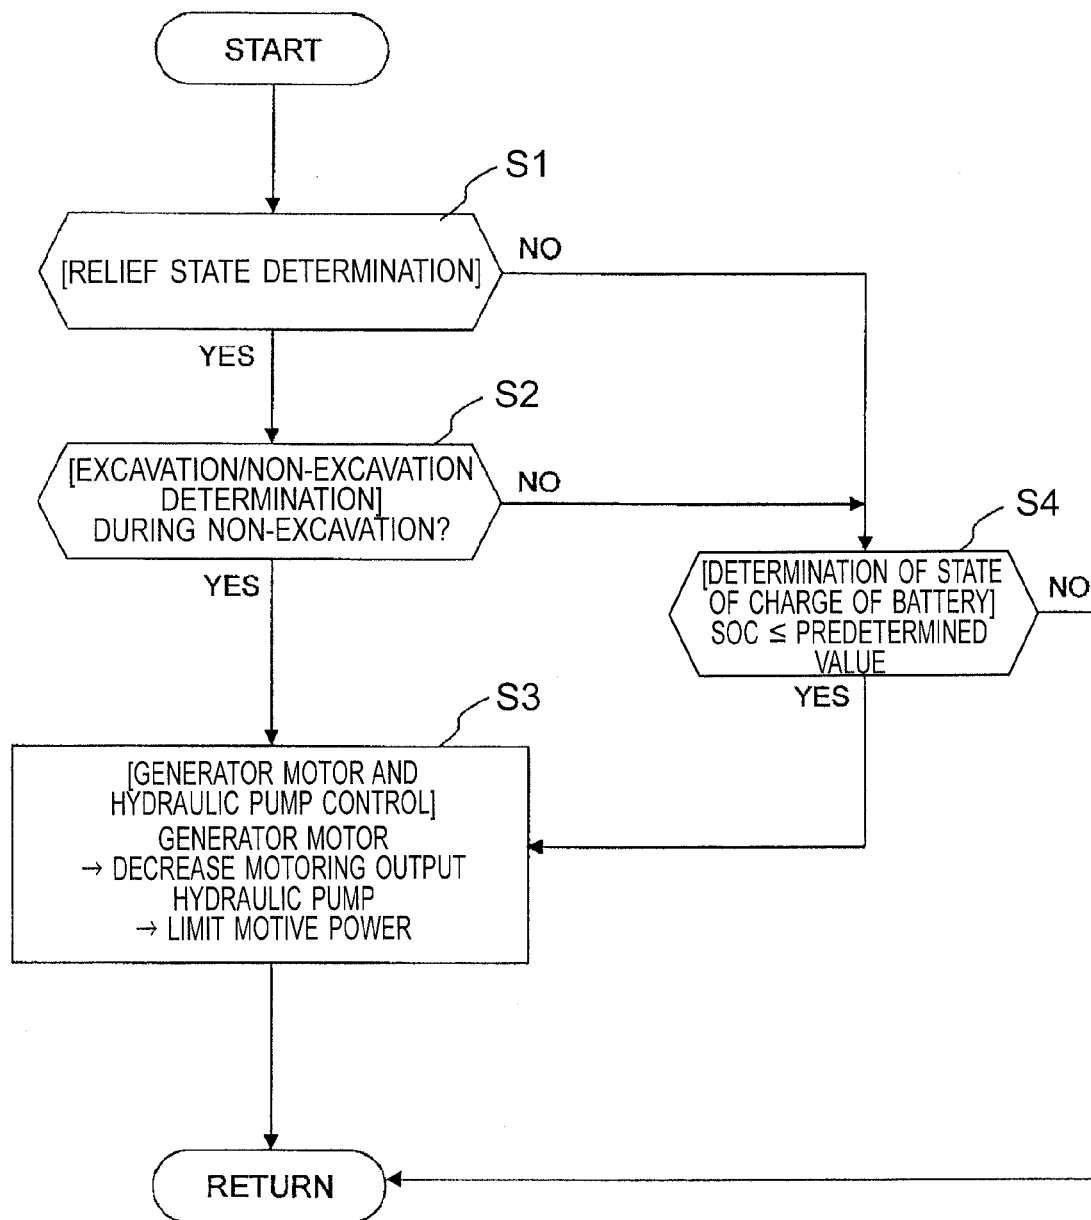 START
S1
[RELIEF STATE DETERMINATION]
NO
YES
S2
[EXCAVATION/NON-EXCAVATION
DETERMINATION]
DURING NON-EXCAVATION?
NO
YES
S4
[DETERMINATION OF STATE
OF CHARGE OF BATTERY]
SOC ≤ PREDETERMINED
VALUE
NO
YES
S3
[GENERATOR MOTOR AND
HYDRAULIC PUMP CONTROL]
GENERATOR MOTOR
→ DECREASE MOTORING OUTPUT
HYDRAULIC PUMP
→ LIMIT MOTIVE POWER
RETURN